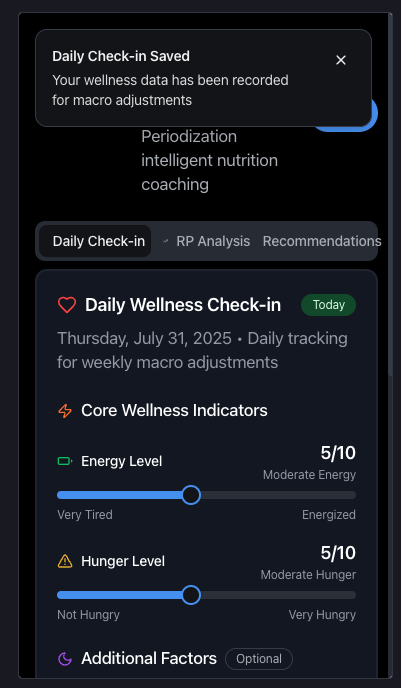 Daily Check-in Saved
Your wellness data has been recorded
for macro adjustments
Periodization
intelligent nutrition
coaching
Daily Check-in RP Analysis Recommendations
Daily Wellness Check-in Today
Thursday, July 31, 2025 • Daily tracking
for weekly macro adjustments
Core Wellness Indicators
Energy Level 5/10
Moderate Energy
Very Tired Energized
Hunger Level 5/10
Moderate Hunger
Not Hungry Very Hungry
Additional Factors Optional